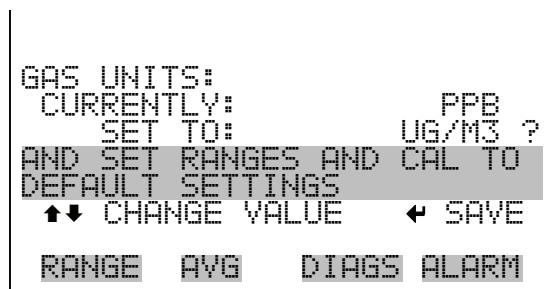 GAS UNITS:
CURRENTLY: PPB
SET TO: UG/M3 ?
AND SET RANGES AND CAL TO
DEFAULT SETTINGS
⬆⬇ CHANGE VALUE ↵ SAVE
RANGE AVG DIAGS ALARM